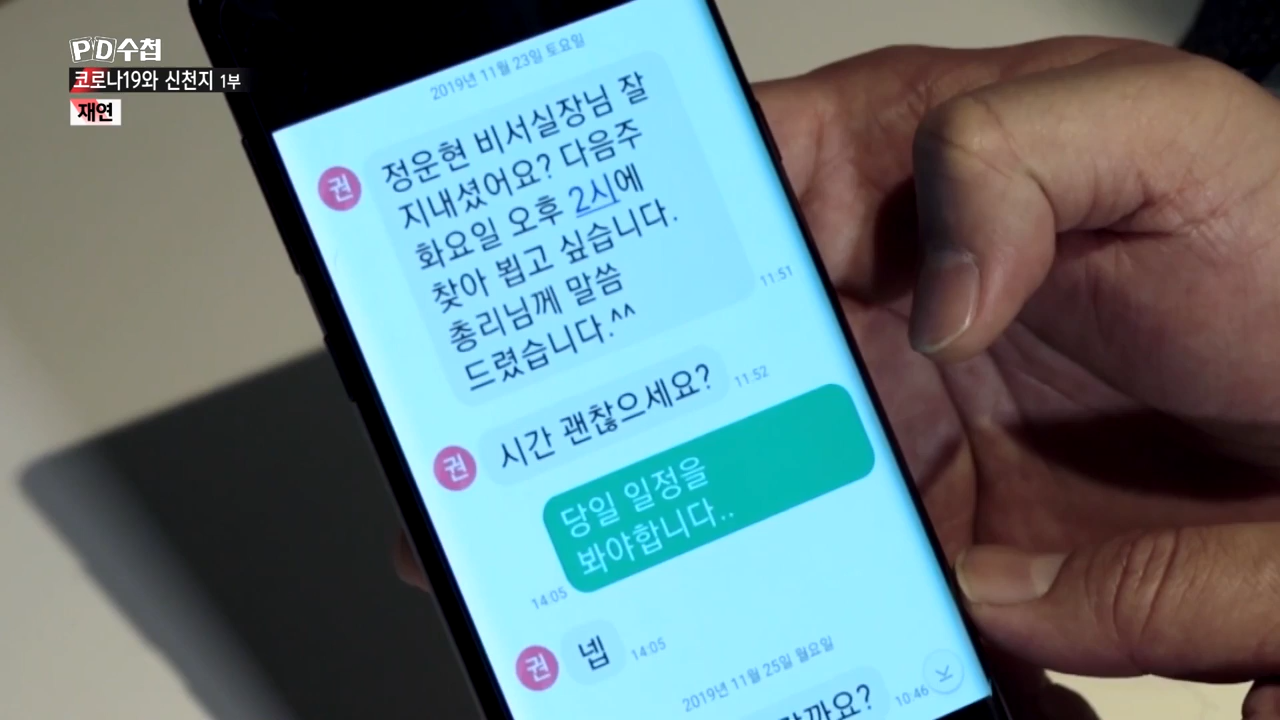 PD수첩
코로나19와 신천지 1부
재연
2019년 11월 23일 토요일
권
정운현 비서실장님 잘
지내셨어요? 다음주
화요일 오후 2시에
찾아 뵙고 싶습니다.
총리님께 말씀
드렸습니다.^^
11:51
권
시간 괜찮으세요?
11:52
당일 일정을
봐야합니다..
14:05
권
넵
14:05
2019년 11월 25일 월요일
까요?
10:46